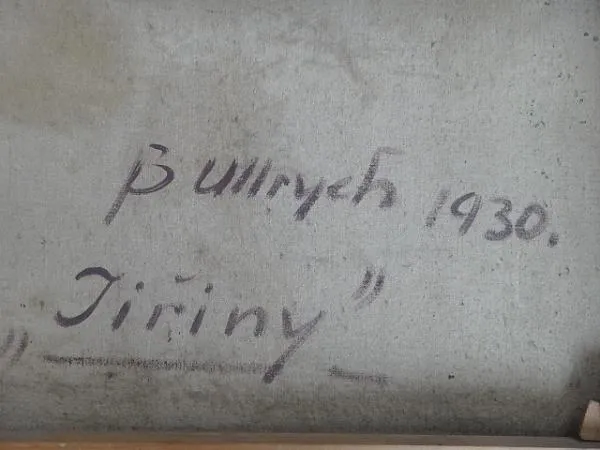 B Ullrych 1930.
„Jiřiny"